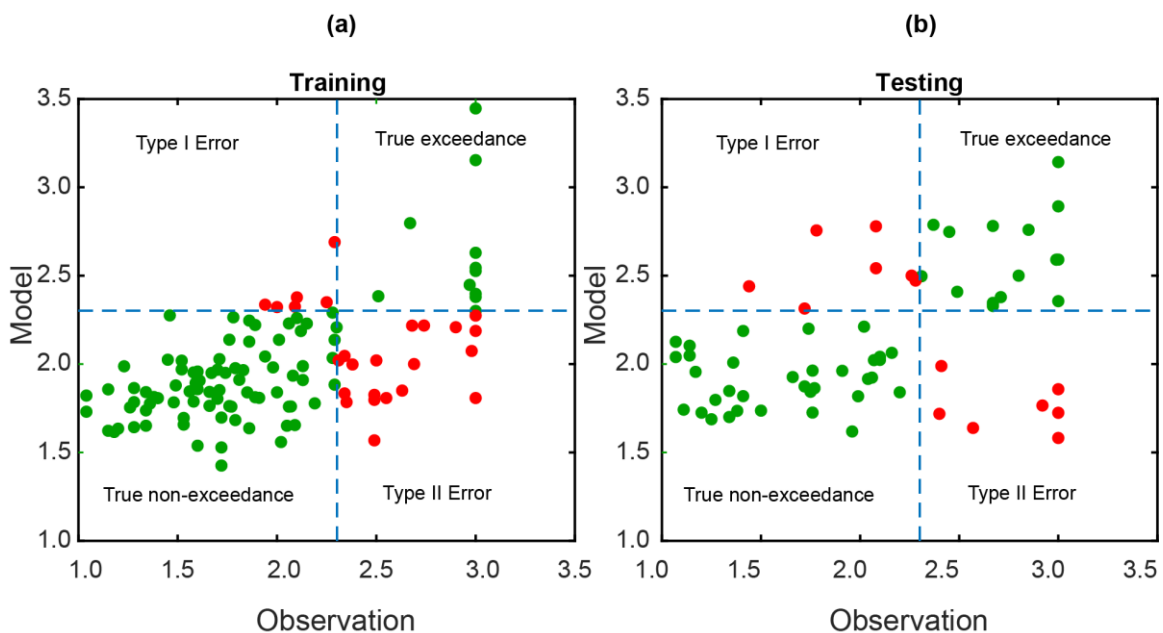 (a)
Training
Model
3.5
3.0
2.5
2.0
1.5
1.0
Type I Error
True exceedance
True non-exceedance
Type II Error
1.0 1.5 2.0 2.5 3.0 3.5
Observation
(b)
Testing
Model
3.5
3.0
2.5
2.0
1.5
1.0
Type I Error
True exceedance
True non-exceedance
Type II Error
1.0 1.5 2.0 2.5 3.0 3.5
Observation